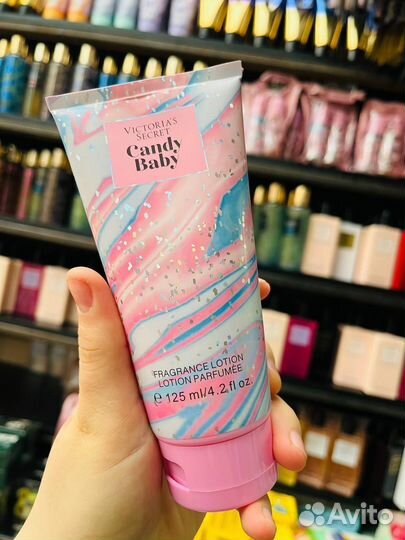 VICTORIA'S
SECRET
Candy
Baby
FRAGRANCE LOTION
LOTION PARFUMÉE
℮ 125 ml/4.2 fl oz.
Avito